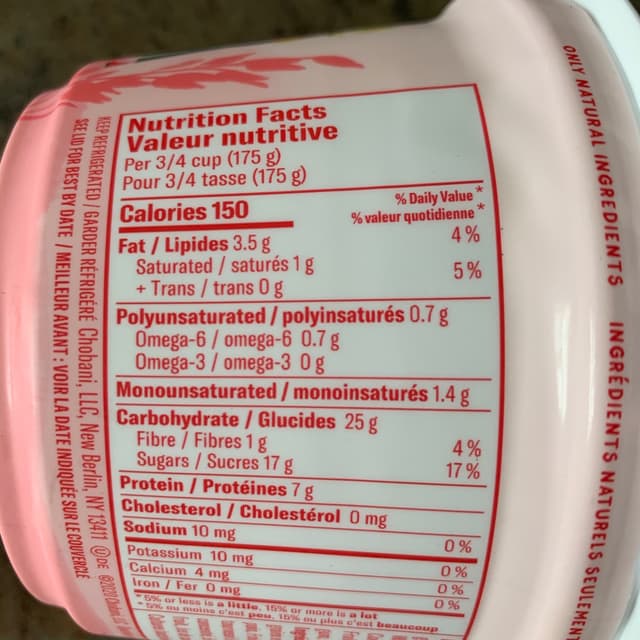 Nutrition Facts
Valeur nutritive
Per 3/4 cup (175 g)
Pour 3/4 tasse (175 g)
Calories 150
% Daily Value *
% valeur quotidienne *
Fat / Lipides 3.5 g 4 %
Saturated / saturés 1 g
+ Trans / trans 0 g 5 %
Polyunsaturated / polyinsaturés 0.7 g
Omega-6 / omega-6 0.7 g
Omega-3 / omega-3 0 g
Monounsaturated / monoinsaturés 1.4 g
Carbohydrate / Glucides 25 g
Fibre / Fibres 1 g 4 %
Sugars / Sucres 17 g 17 %
Protein / Protéines 7 g
Cholesterol / Cholestérol 0 mg
Sodium 10 mg 0 %
Potassium 10 mg 0 %
Calcium 4 mg 0 %
Iron / Fer 0 mg 0 %
* 5% or less is a little, 15% or more is a lot
* 5% ou moins c'est peu, 15% ou plus c'est beaucoup
KEEP REFRIGERATED / GARDER RÉFRIGÉRÉ Chobani, LLC, New Berlin, NY 13411 DE ©2020
SEE LID FOR BEST BY DATE / MEILLEUR AVANT : VOIR LA DATE INDIQUÉE SUR LE COUVERCLE
ONLY NATURAL INGREDIENTS INGRÉDIENTS NATURELS SEULEMEN